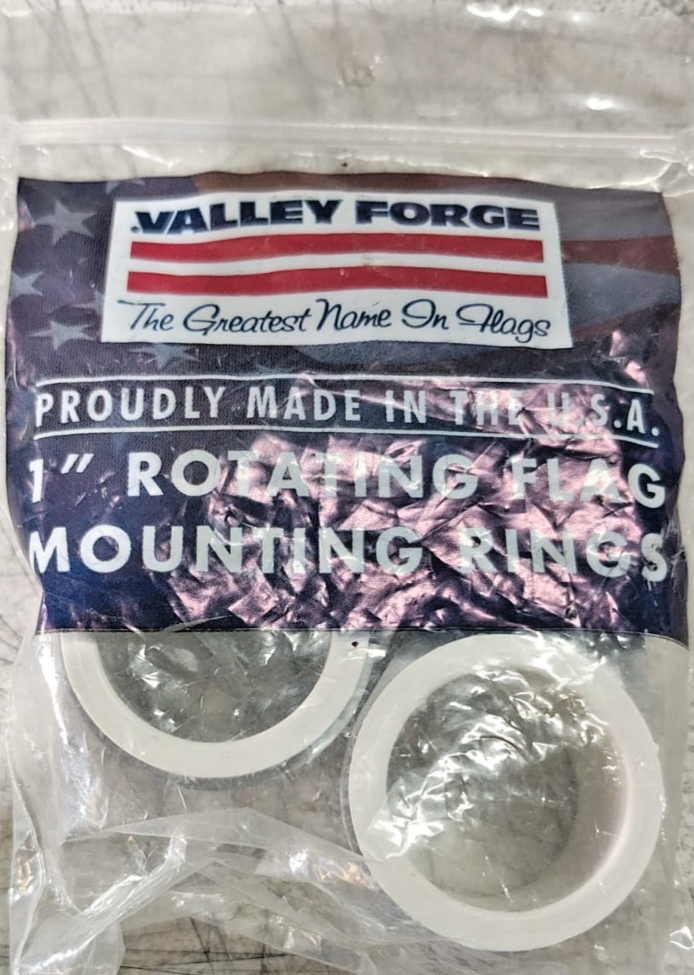 VALLEY FORGE
The Greatest Name In Flags
PROUDLY MADE IN THE U.S.A.
1" ROTATING FLAG
MOUNTING RINGS